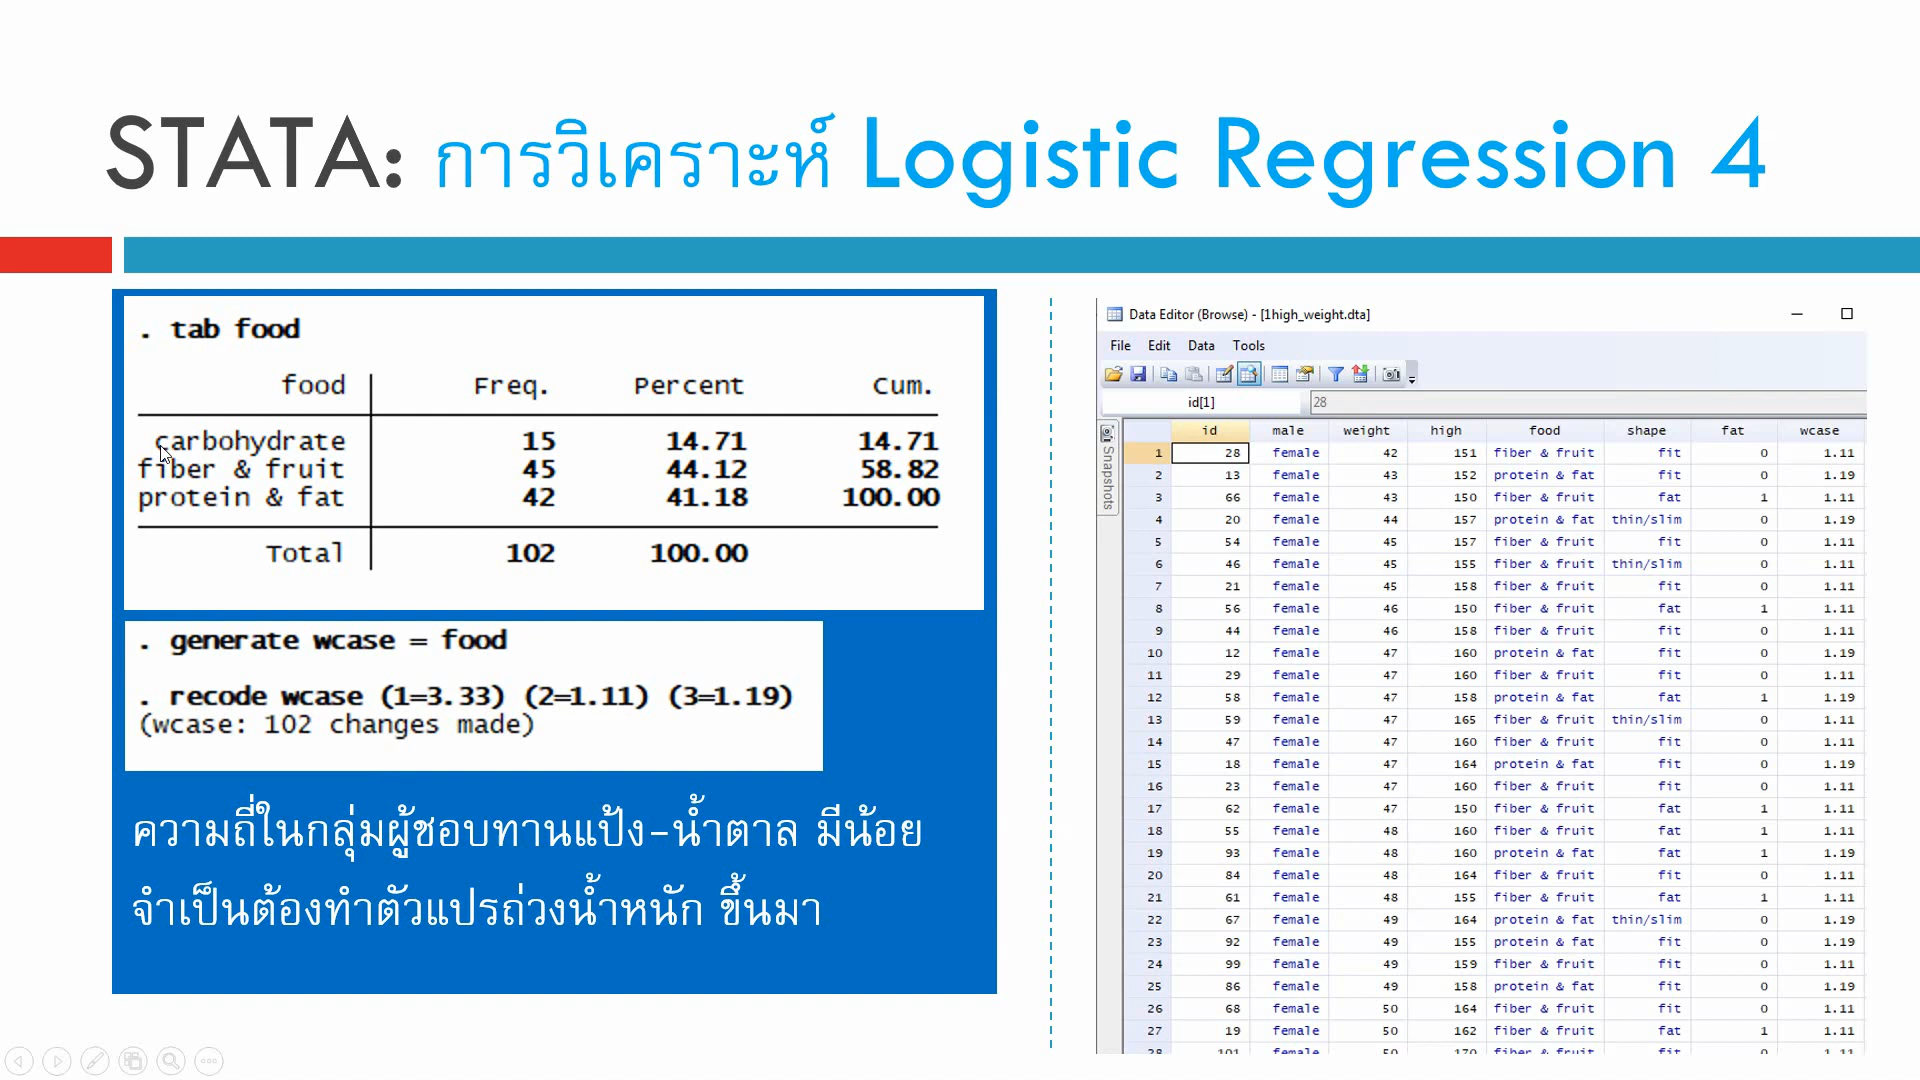 STATA: การวิเคราะห์ Logistic Regression 4
. tab food
food Freq. Percent Cum.
carbohydrate 15 14.71 14.71
fiber & fruit 45 44.12 58.82
protein & fat 42 41.18 100.00
Total 102 100.00
. generate wcase = food
. recode wcase (1=3.33) (2=1.11) (3=1.19)
(wcase: 102 changes made)
ความถี่ในกลุ่มผู้ชอบทานแป้ง-น้ำตาล มีน้อย
จำเป็นต้องทำตัวแปรถ่วงน้ำหนัก ขึ้นมา
Data Editor (Browse) - [1high_weight.dta]
File Edit Data Tools
id[1] 28
Snapshots
id male weight high food shape fat wcase
1 28 female 42 151 fiber & fruit fit 0 1.11
2 13 female 43 152 protein & fat fit 0 1.19
3 66 female 43 150 fiber & fruit fat 1 1.11
4 20 female 44 157 protein & fat thin/slim 0 1.19
5 54 female 45 157 fiber & fruit fit 0 1.11
6 46 female 45 155 fiber & fruit thin/slim 0 1.11
7 21 female 45 158 fiber & fruit fit 0 1.11
8 56 female 46 150 fiber & fruit fat 1 1.11
9 44 female 46 158 fiber & fruit fit 0 1.11
10 12 female 47 160 protein & fat fit 0 1.19
11 29 female 47 160 fiber & fruit fit 0 1.11
12 58 female 47 158 protein & fat fat 1 1.19
13 59 female 47 165 fiber & fruit thin/slim 0 1.11
14 47 female 47 160 fiber & fruit fit 0 1.11
15 18 female 47 164 protein & fat fit 0 1.19
16 23 female 47 160 fiber & fruit fit 0 1.11
17 62 female 47 150 fiber & fruit fat 1 1.11
18 55 female 48 160 fiber & fruit fat 1 1.11
19 93 female 48 160 protein & fat fat 1 1.19
20 84 female 48 164 fiber & fruit fit 0 1.11
21 61 female 48 155 fiber & fruit fat 1 1.11
22 67 female 49 164 protein & fat thin/slim 0 1.19
23 92 female 49 155 protein & fat fit 0 1.19
24 99 female 49 159 fiber & fruit fit 0 1.11
25 86 female 49 158 protein & fat fit 0 1.19
26 68 female 50 164 fiber & fruit fit 0 1.11
27 19 female 50 162 fiber & fruit fat 1 1.11
28 101 female 50 170 fiber & fruit fit 0 1.11